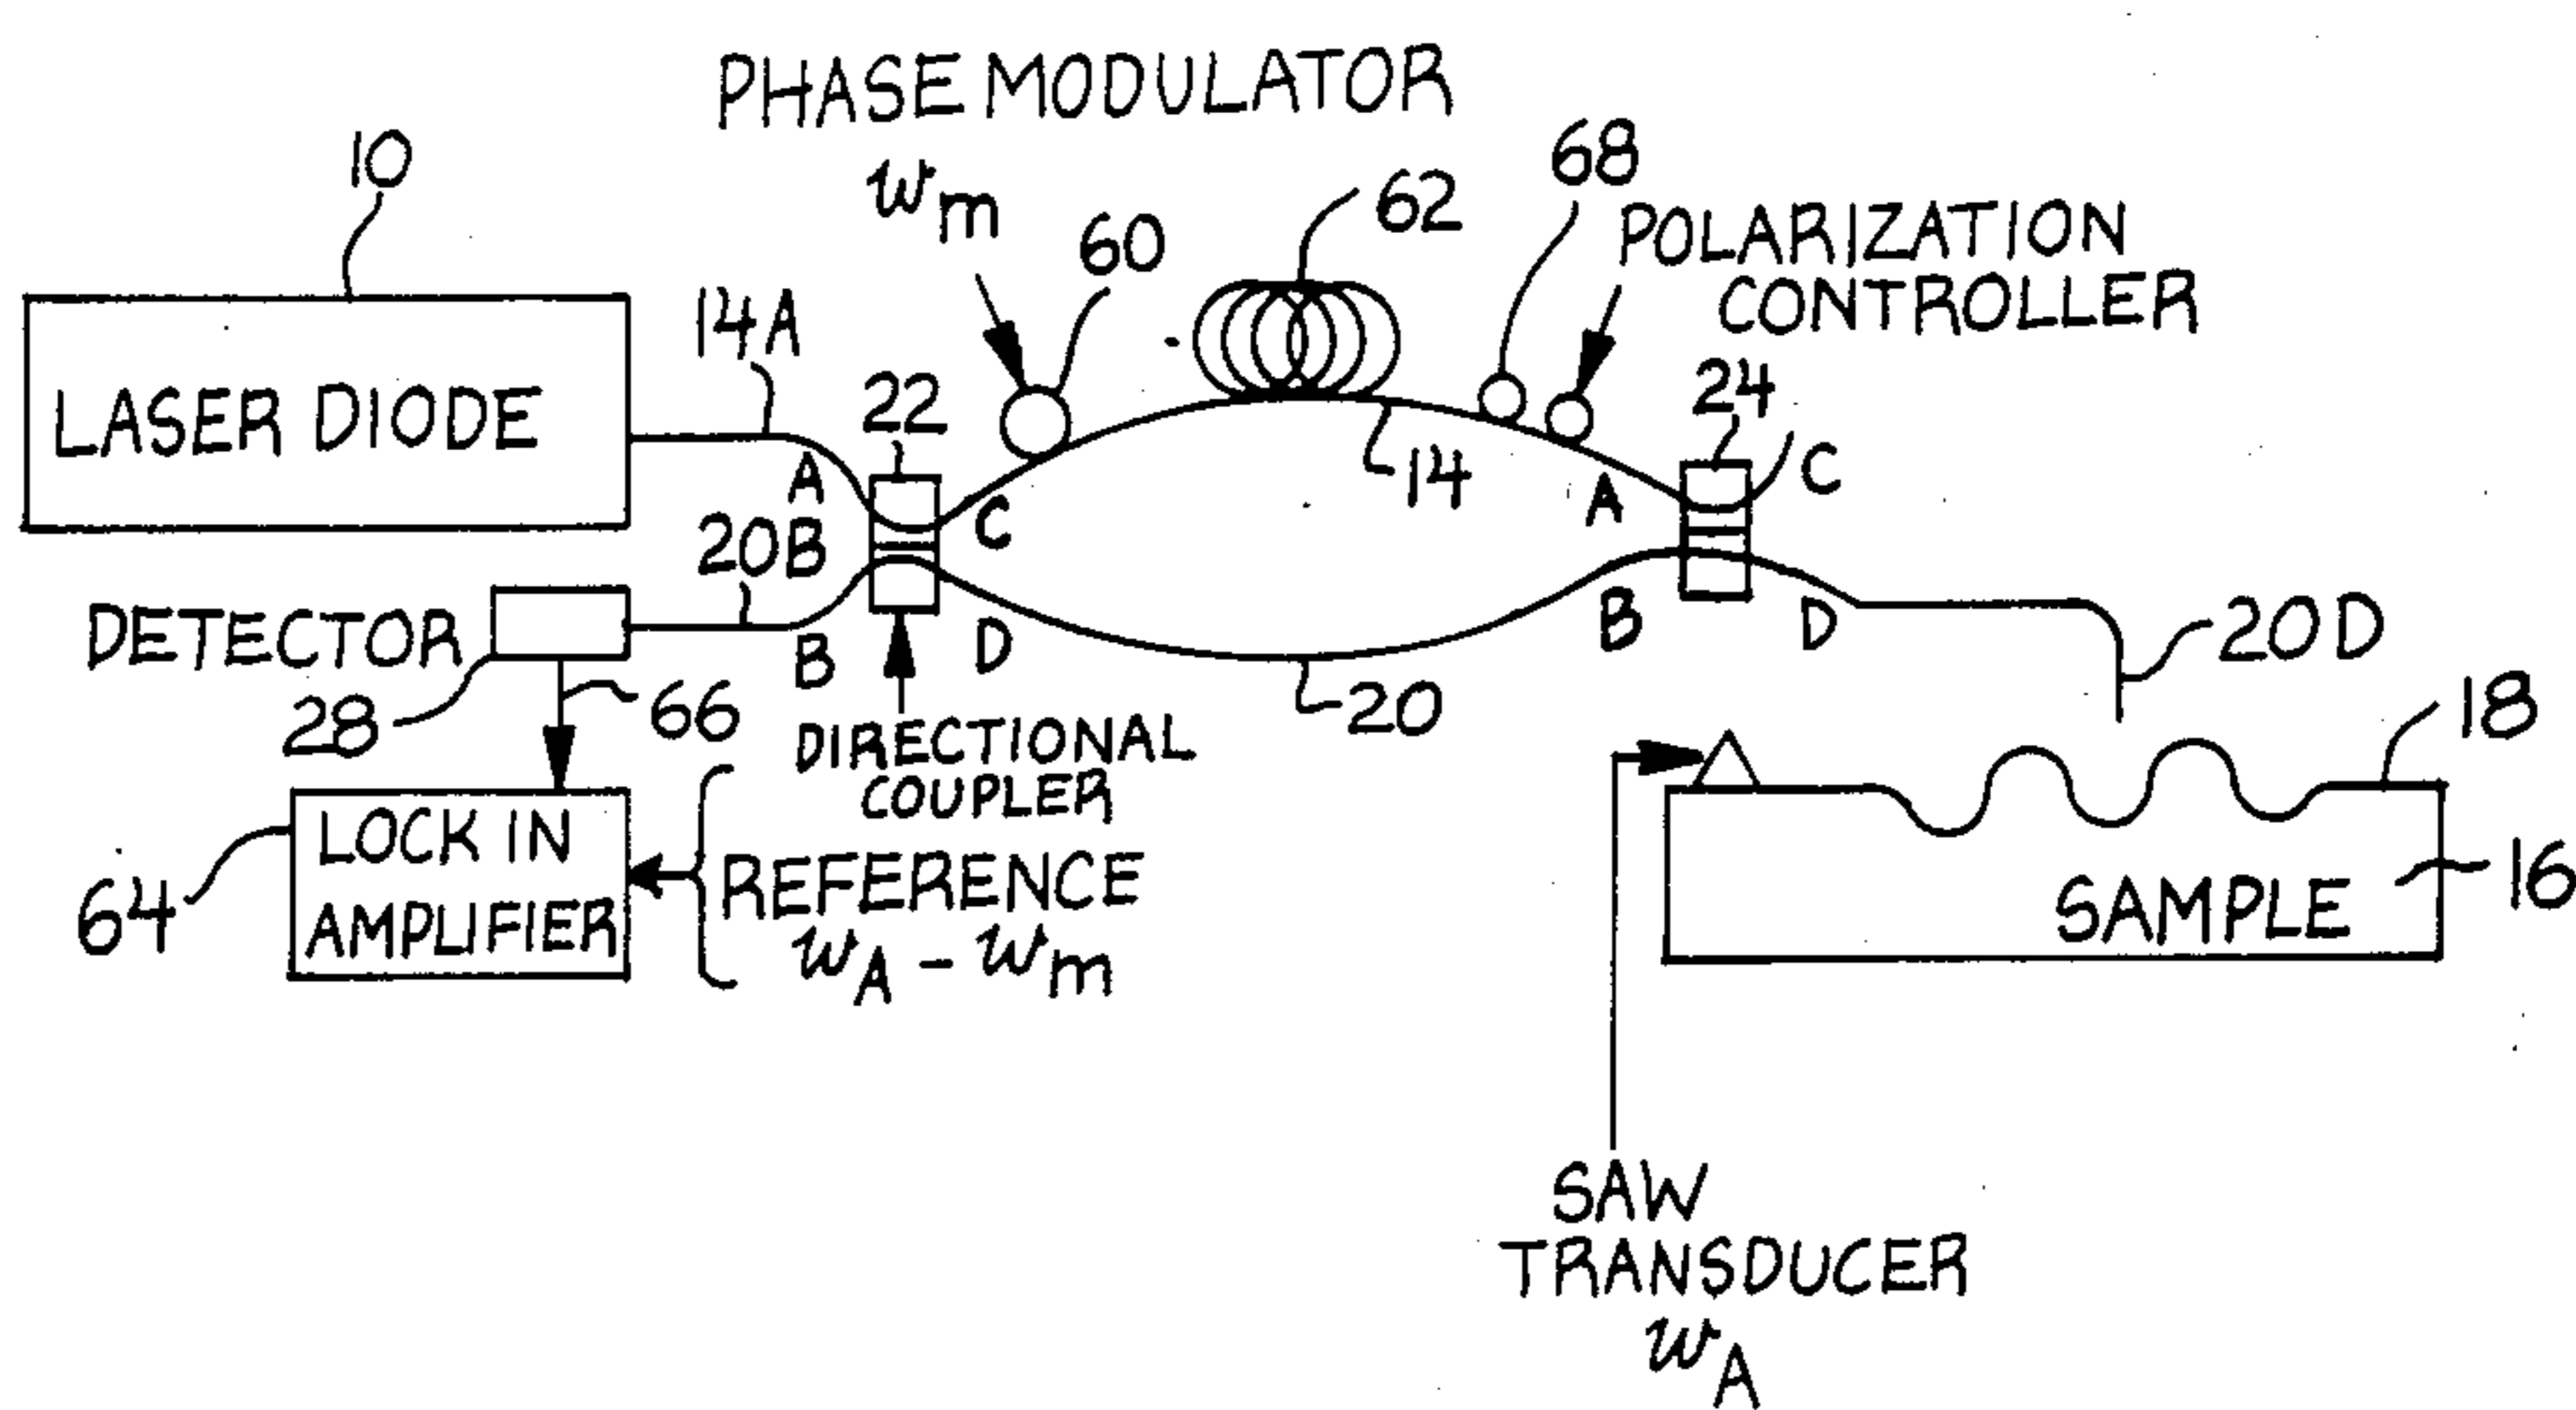 PHASE MODULATOR
wm
10
60
62
68
POLARIZATION
CONTROLLER
14A
22
24
LASER DIODE
A
C
14
A
C
20B
B
D
B
D
20D
DETECTOR
28
66
20
DIRECTIONAL
COUPLER
18
LOCK IN
AMPLIFIER
64
REFERENCE
wA - wm
SAMPLE
16
SAW
TRANSDUCER
wA